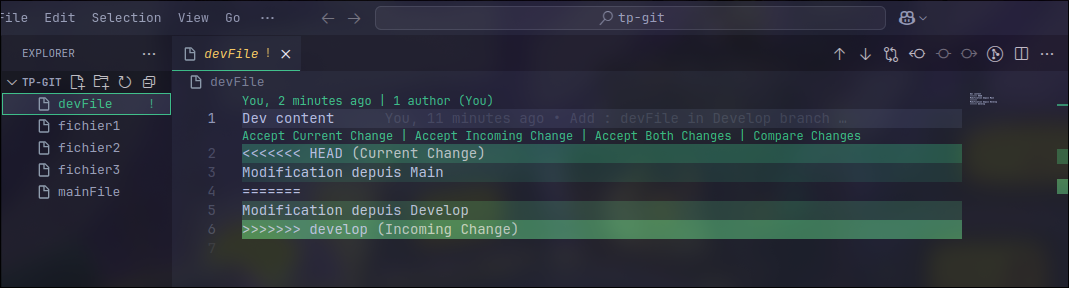 File Edit Selection View Go ··· tp-git
EXPLORER ··· devFile !
TP-GIT devFile
devFile !
fichier1
fichier2
fichier3
mainFile
You, 2 minutes ago | 1 author (You)
1 Dev content You, 11 minutes ago • Add : devFile in Develop branch …
Accept Current Change | Accept Incoming Change | Accept Both Changes | Compare Changes
2 <<<<<<< HEAD (Current Change)
3 Modification depuis Main
4 =======
5 Modification depuis Develop
6 >>>>>>> develop (Incoming Change)
7